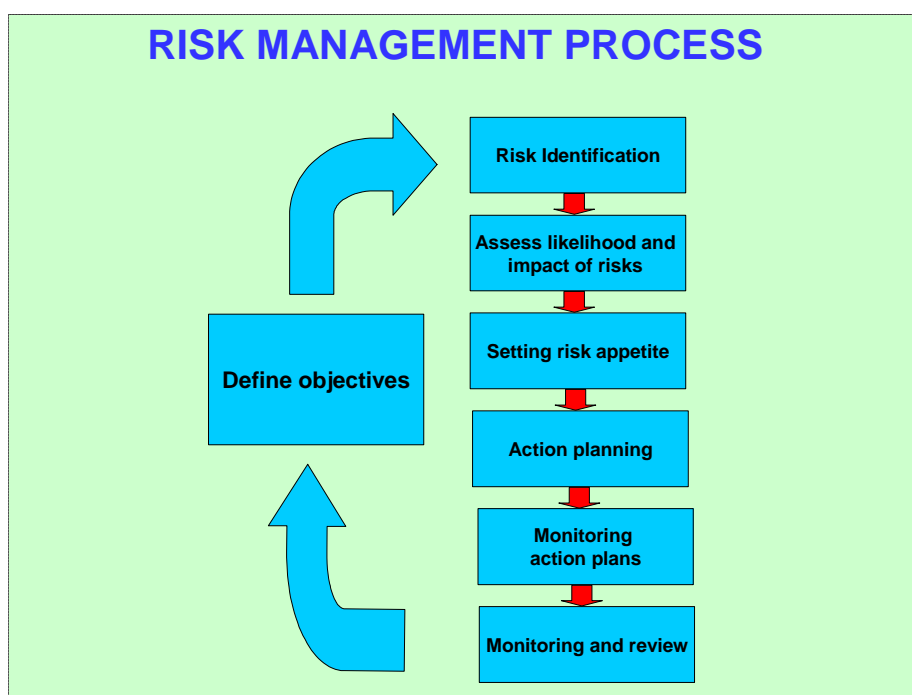 RISK MANAGEMENT PROCESS
Define objectives
Risk Identification
Assess likelihood and
impact of risks
Setting risk appetite
Action planning
Monitoring
action plans
Monitoring and review